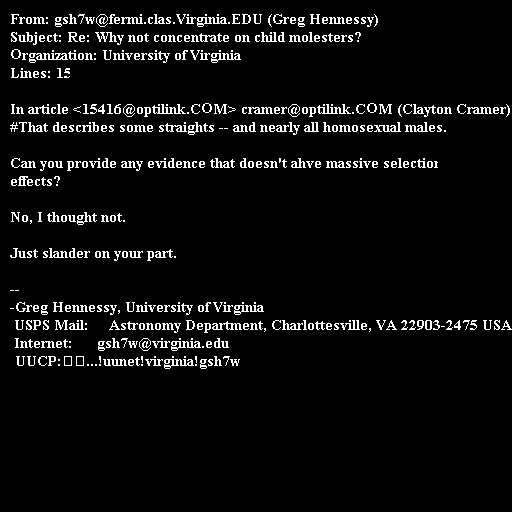 From: gsh7w@fermi.clas.Virginia.EDU (Greg Hennessy)
Subject: Re: Why not concentrate on child molesters?
Organization: University of Virginia
Lines: 15

In article <15416@optilink.COM> cramer@optilink.COM (Clayton Cramer)
#That describes some straights -- and nearly all homosexual males.

Can you provide any evidence that doesn't ahve massive selection
effects?

No, I thought not.

Just slander on your part.

--
-Greg Hennessy, University of Virginia
USPS Mail: Astronomy Department, Charlottesville, VA 22903-2475 USA
Internet: gsh7w@virginia.edu
UUCP:□□...!uunet!virginia!gsh7w